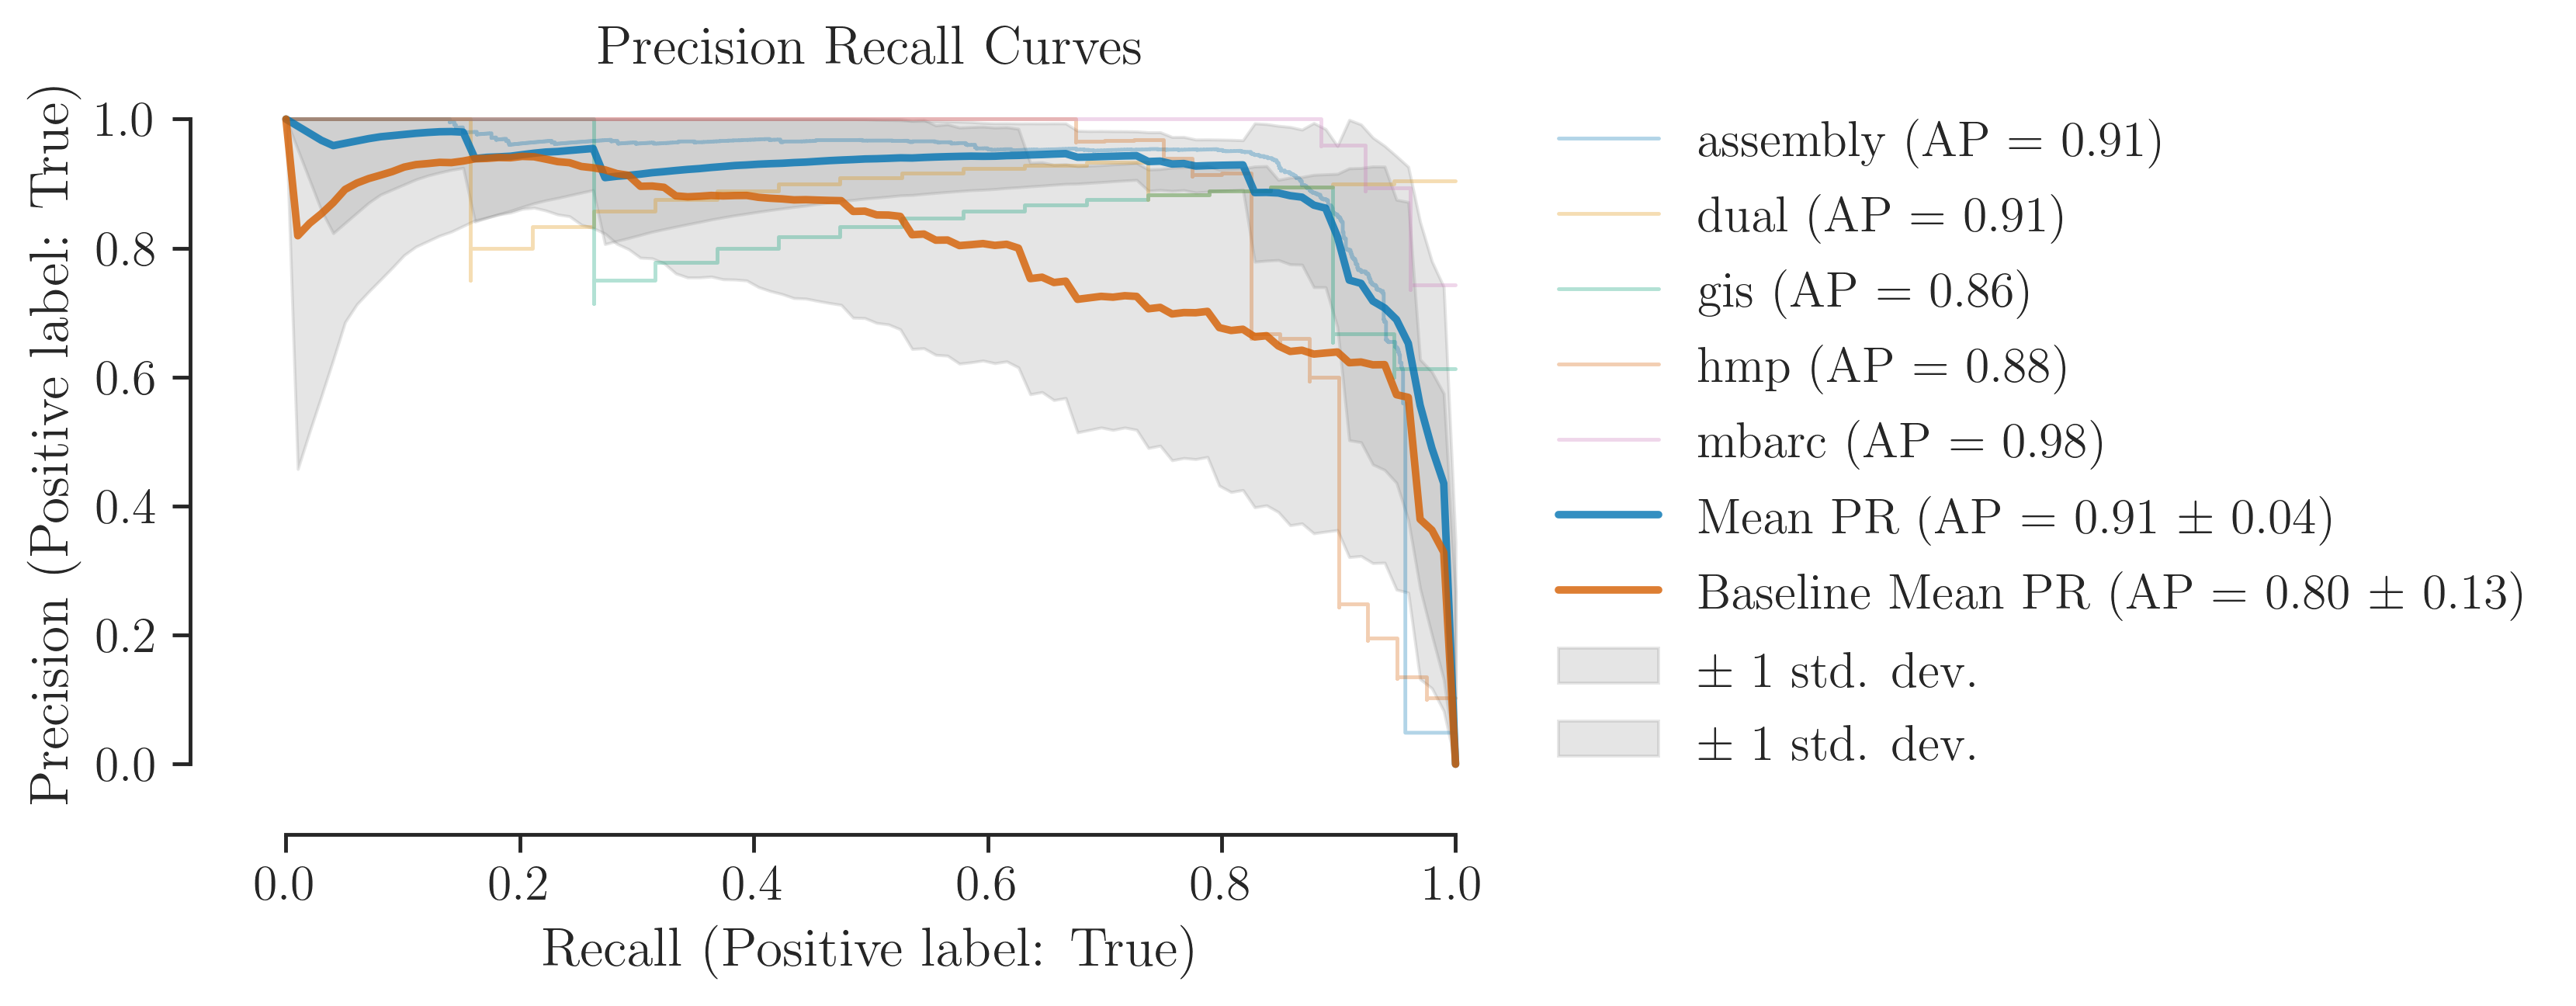 Precision Recall Curves
Precision (Positive label: True)
1.0
0.8
0.6
0.4
0.2
0.0
0.0 0.2 0.4 0.6 0.8 1.0
Recall (Positive label: True)
assembly (AP = 0.91)
dual (AP = 0.91)
gis (AP = 0.86)
hmp (AP = 0.88)
mbarc (AP = 0.98)
Mean PR (AP = 0.91 ± 0.04)
Baseline Mean PR (AP = 0.80 ± 0.13)
± 1 std. dev.
± 1 std. dev.